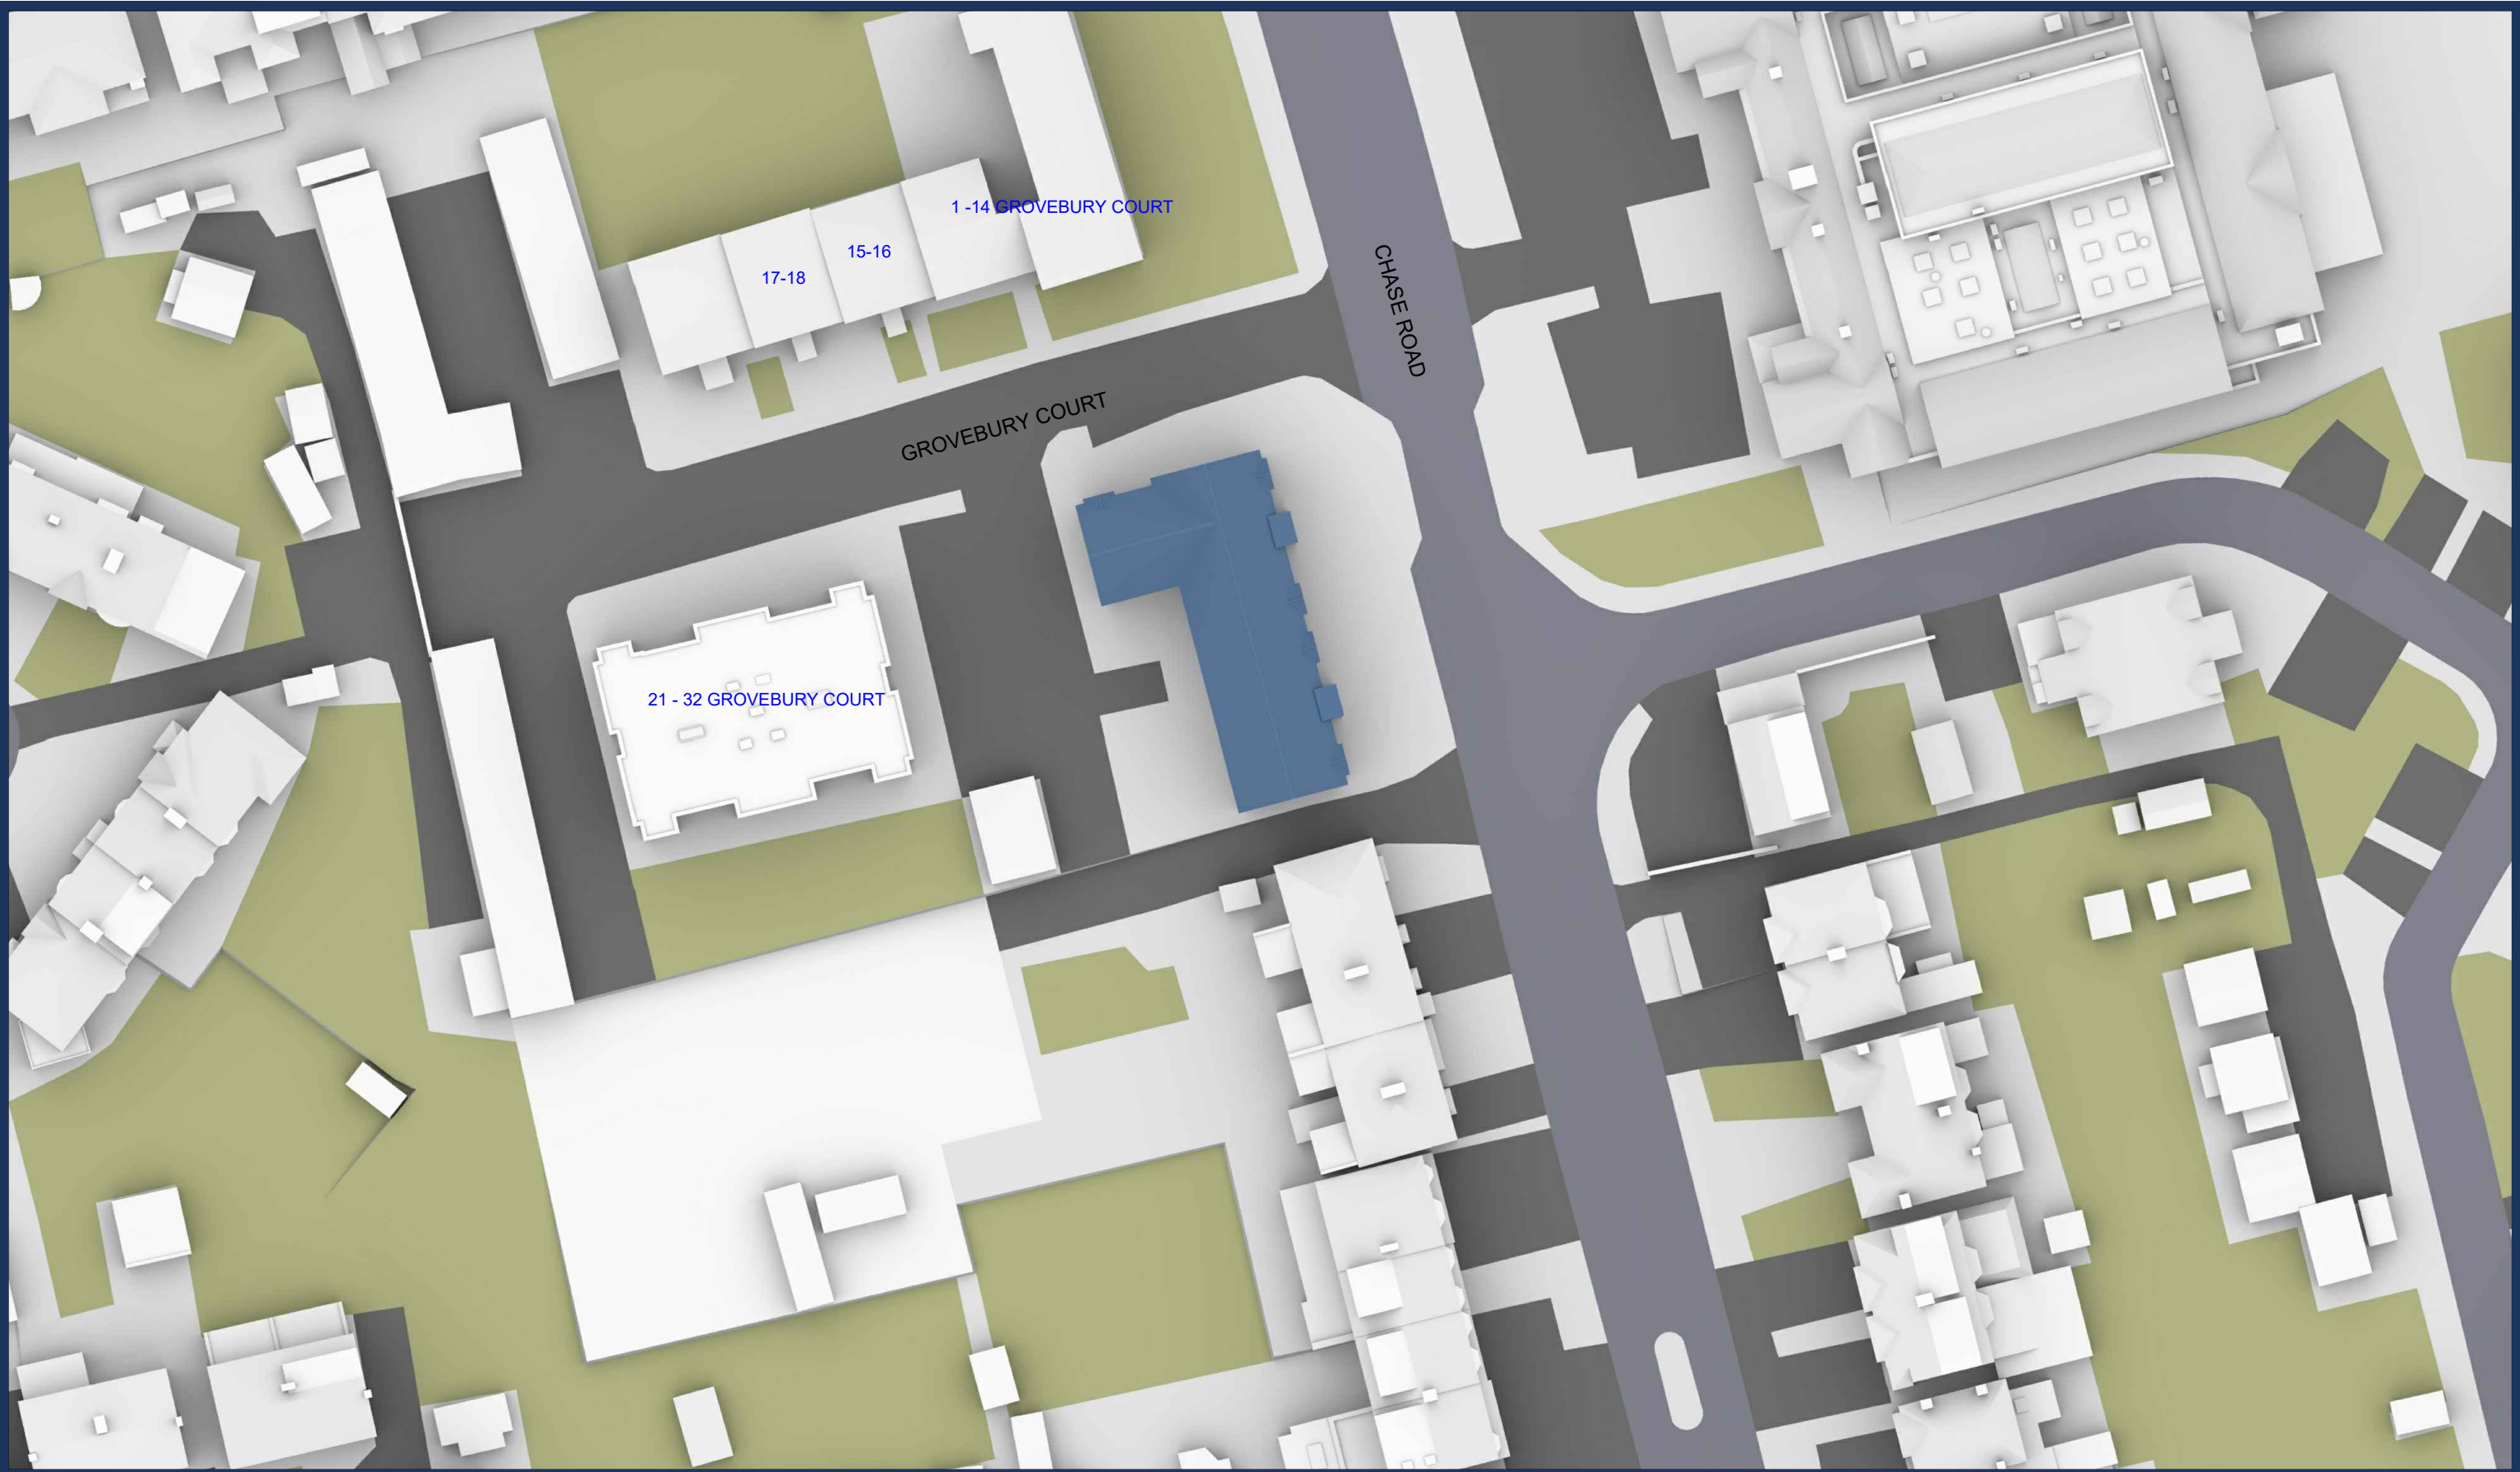 1 -14 GROVEBURY COURT
15-16
17-18
CHASE ROAD
GROVEBURY COURT
21 - 32 GROVEBURY COURT